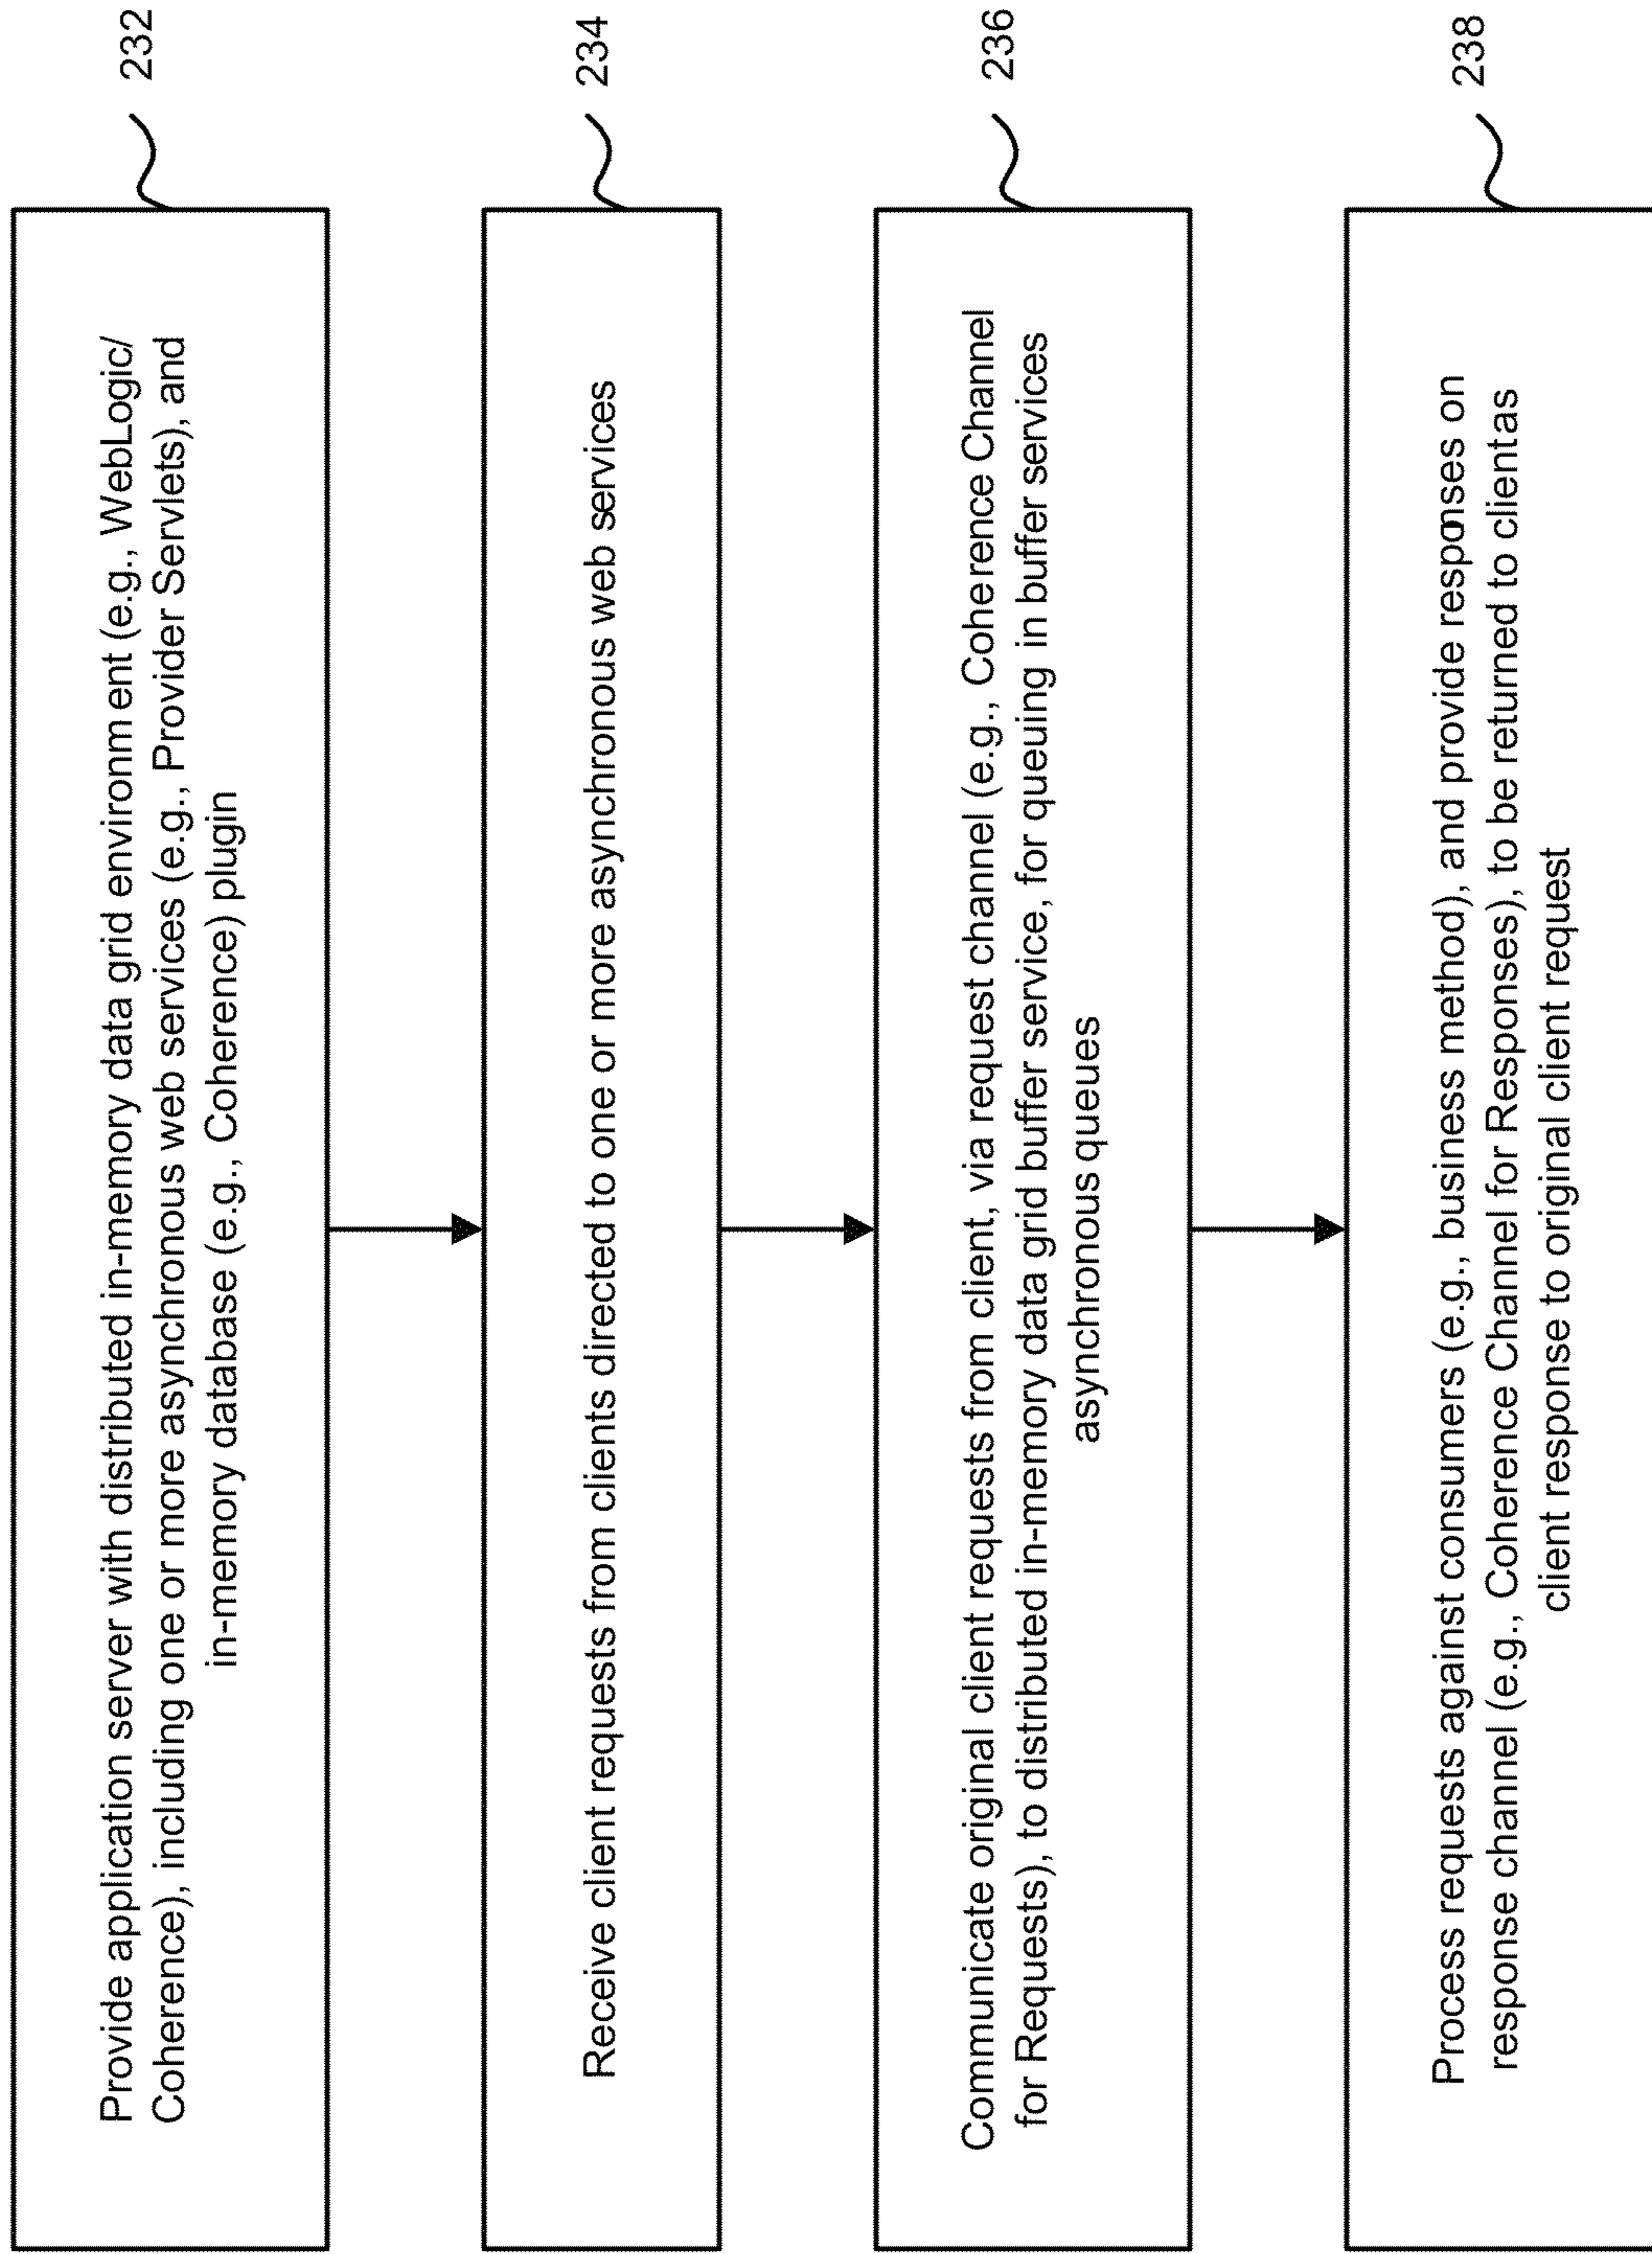 Provide application server with distributed in-memory data grid environment (e.g., WebLogic/
Coherence), including one or more asynchronous web services (e.g., Provider Servlets), and
in-memory database (e.g., Coherence) plugin
232
Receive client requests from clients directed to one or more asynchronous web services
234
Communicate original client requests from client, via request channel (e.g., Coherence Channel
for Requests), to distributed in-memory data grid buffer service, for queuing in buffer services
asynchronous queues
236
Process requests against consumers (e.g., business method), and provide responses on
response channel (e.g., Coherence Channel for Responses), to be returned to clientas
client response to original client request
238